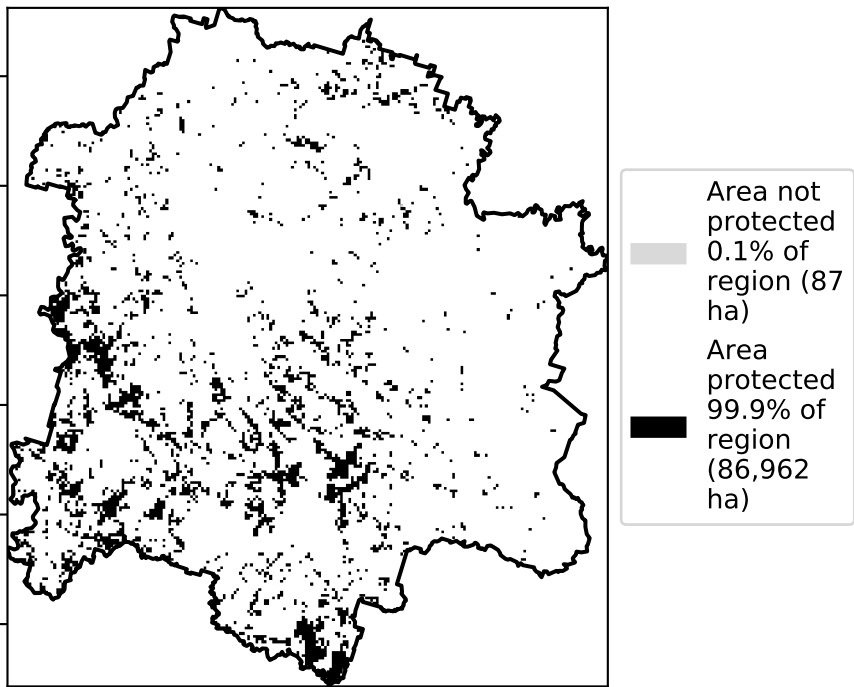 Area not
protected
0.1% of
region (87
ha)
Area
protected
99.9% of
region
(86,962
ha)